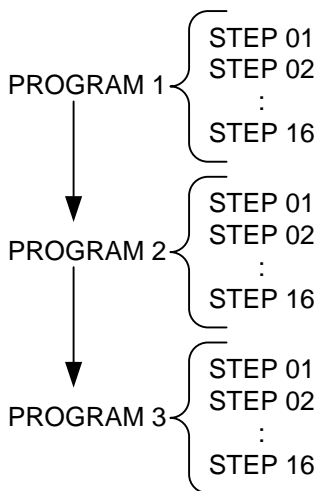 PROGRAM 1
STEP 01
STEP 02
:
STEP 16
PROGRAM 2
STEP 01
STEP 02
:
STEP 16
PROGRAM 3
STEP 01
STEP 02
:
STEP 16